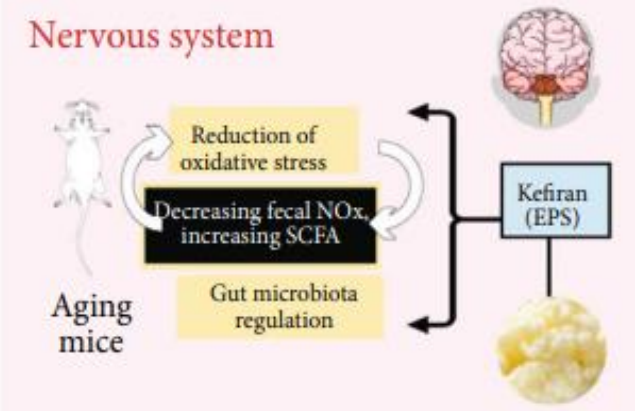 Nervous system
Reduction of
oxidative stress
Decreasing fecal NOx,
increasing SCFA
Gut microbiota
regulation
Aging
mice
Kefiran
(EPS)